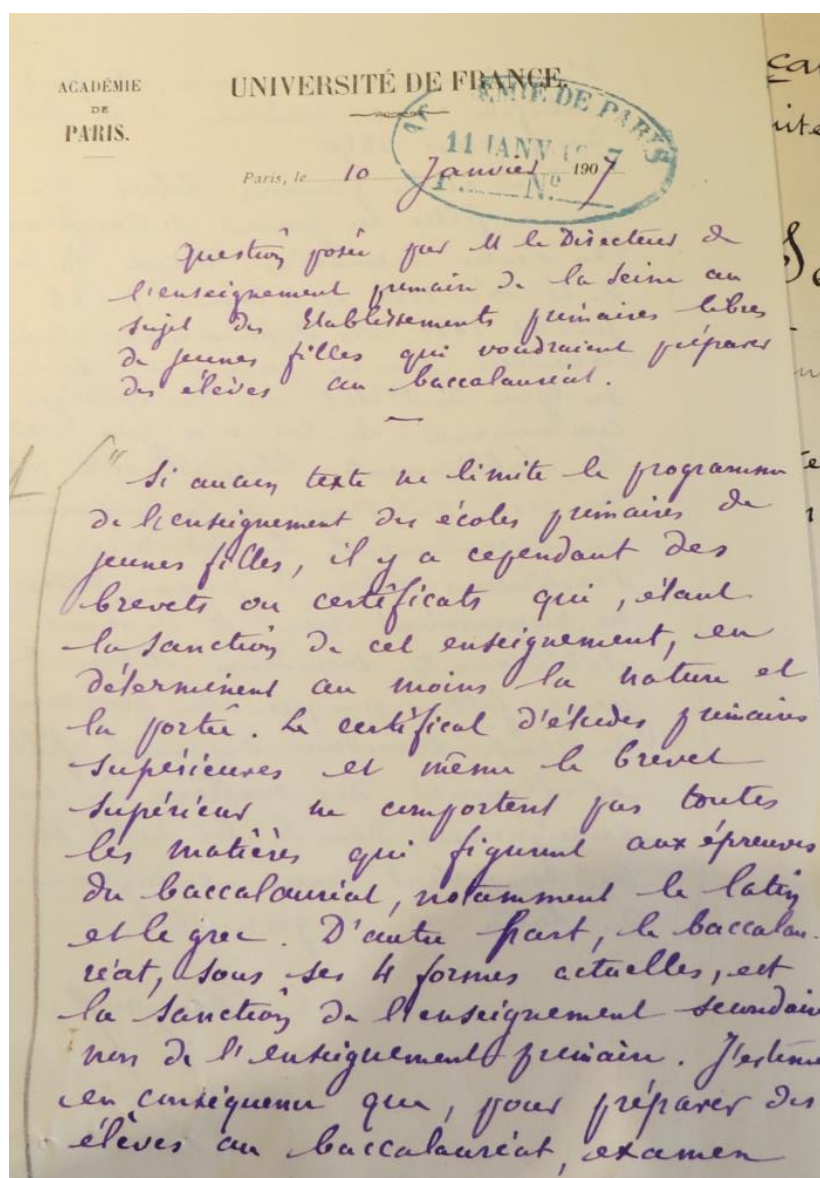 ACADÉMIE
DE
PARIS.
UNIVERSITÉ DE FRANCE.
ACADÉMIE DE PARIS
11 JANV 1907
F. N°
Paris, le 10 Janvier 1907
Question posée par M le Directeur de
l'enseignement primaire de la Seine au
sujet des Etablissements primaires libres
de jeunes filles qui voudraient préparer
des élèves au baccalauréat.
"Si aucun texte ne limite le programme
de l'enseignement des écoles primaires de
jeunes filles, il y a cependant des
brevets ou certificats qui, étant
la sanction de cet enseignement, en
déterminent au moins la nature et
la portée. Le certificat d'études primaires
supérieures et même le brevet
supérieur ne comportent pas toutes
les matières qui figurent aux épreuves
du baccalauréat, notamment le latin
et le grec. D'autre part, le baccalau-
réat, sous ses 4 formes actuelles, est
la sanction de l'enseignement secondaire
non de l'enseignement primaire. J'estime
en conséquence que, pour préparer des
élèves au baccalauréat, examen